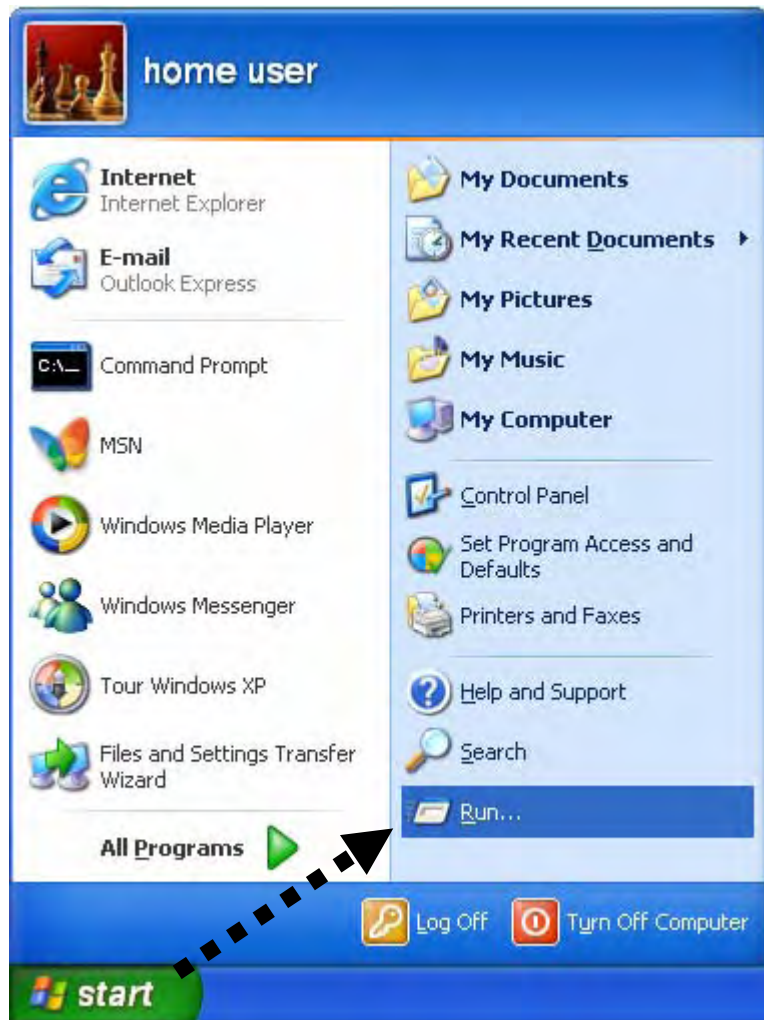 home user
Internet
Internet Explorer
E-mail
Outlook Express
C:\_
Command Prompt
MSN
Windows Media Player
Windows Messenger
Tour Windows XP
Files and Settings Transfer
Wizard
All Programs
My Documents
My Recent Documents
My Pictures
My Music
My Computer
Control Panel
Set Program Access and
Defaults
Printers and Faxes
Help and Support
Search
Run...
Log Off
Turn Off Computer
start